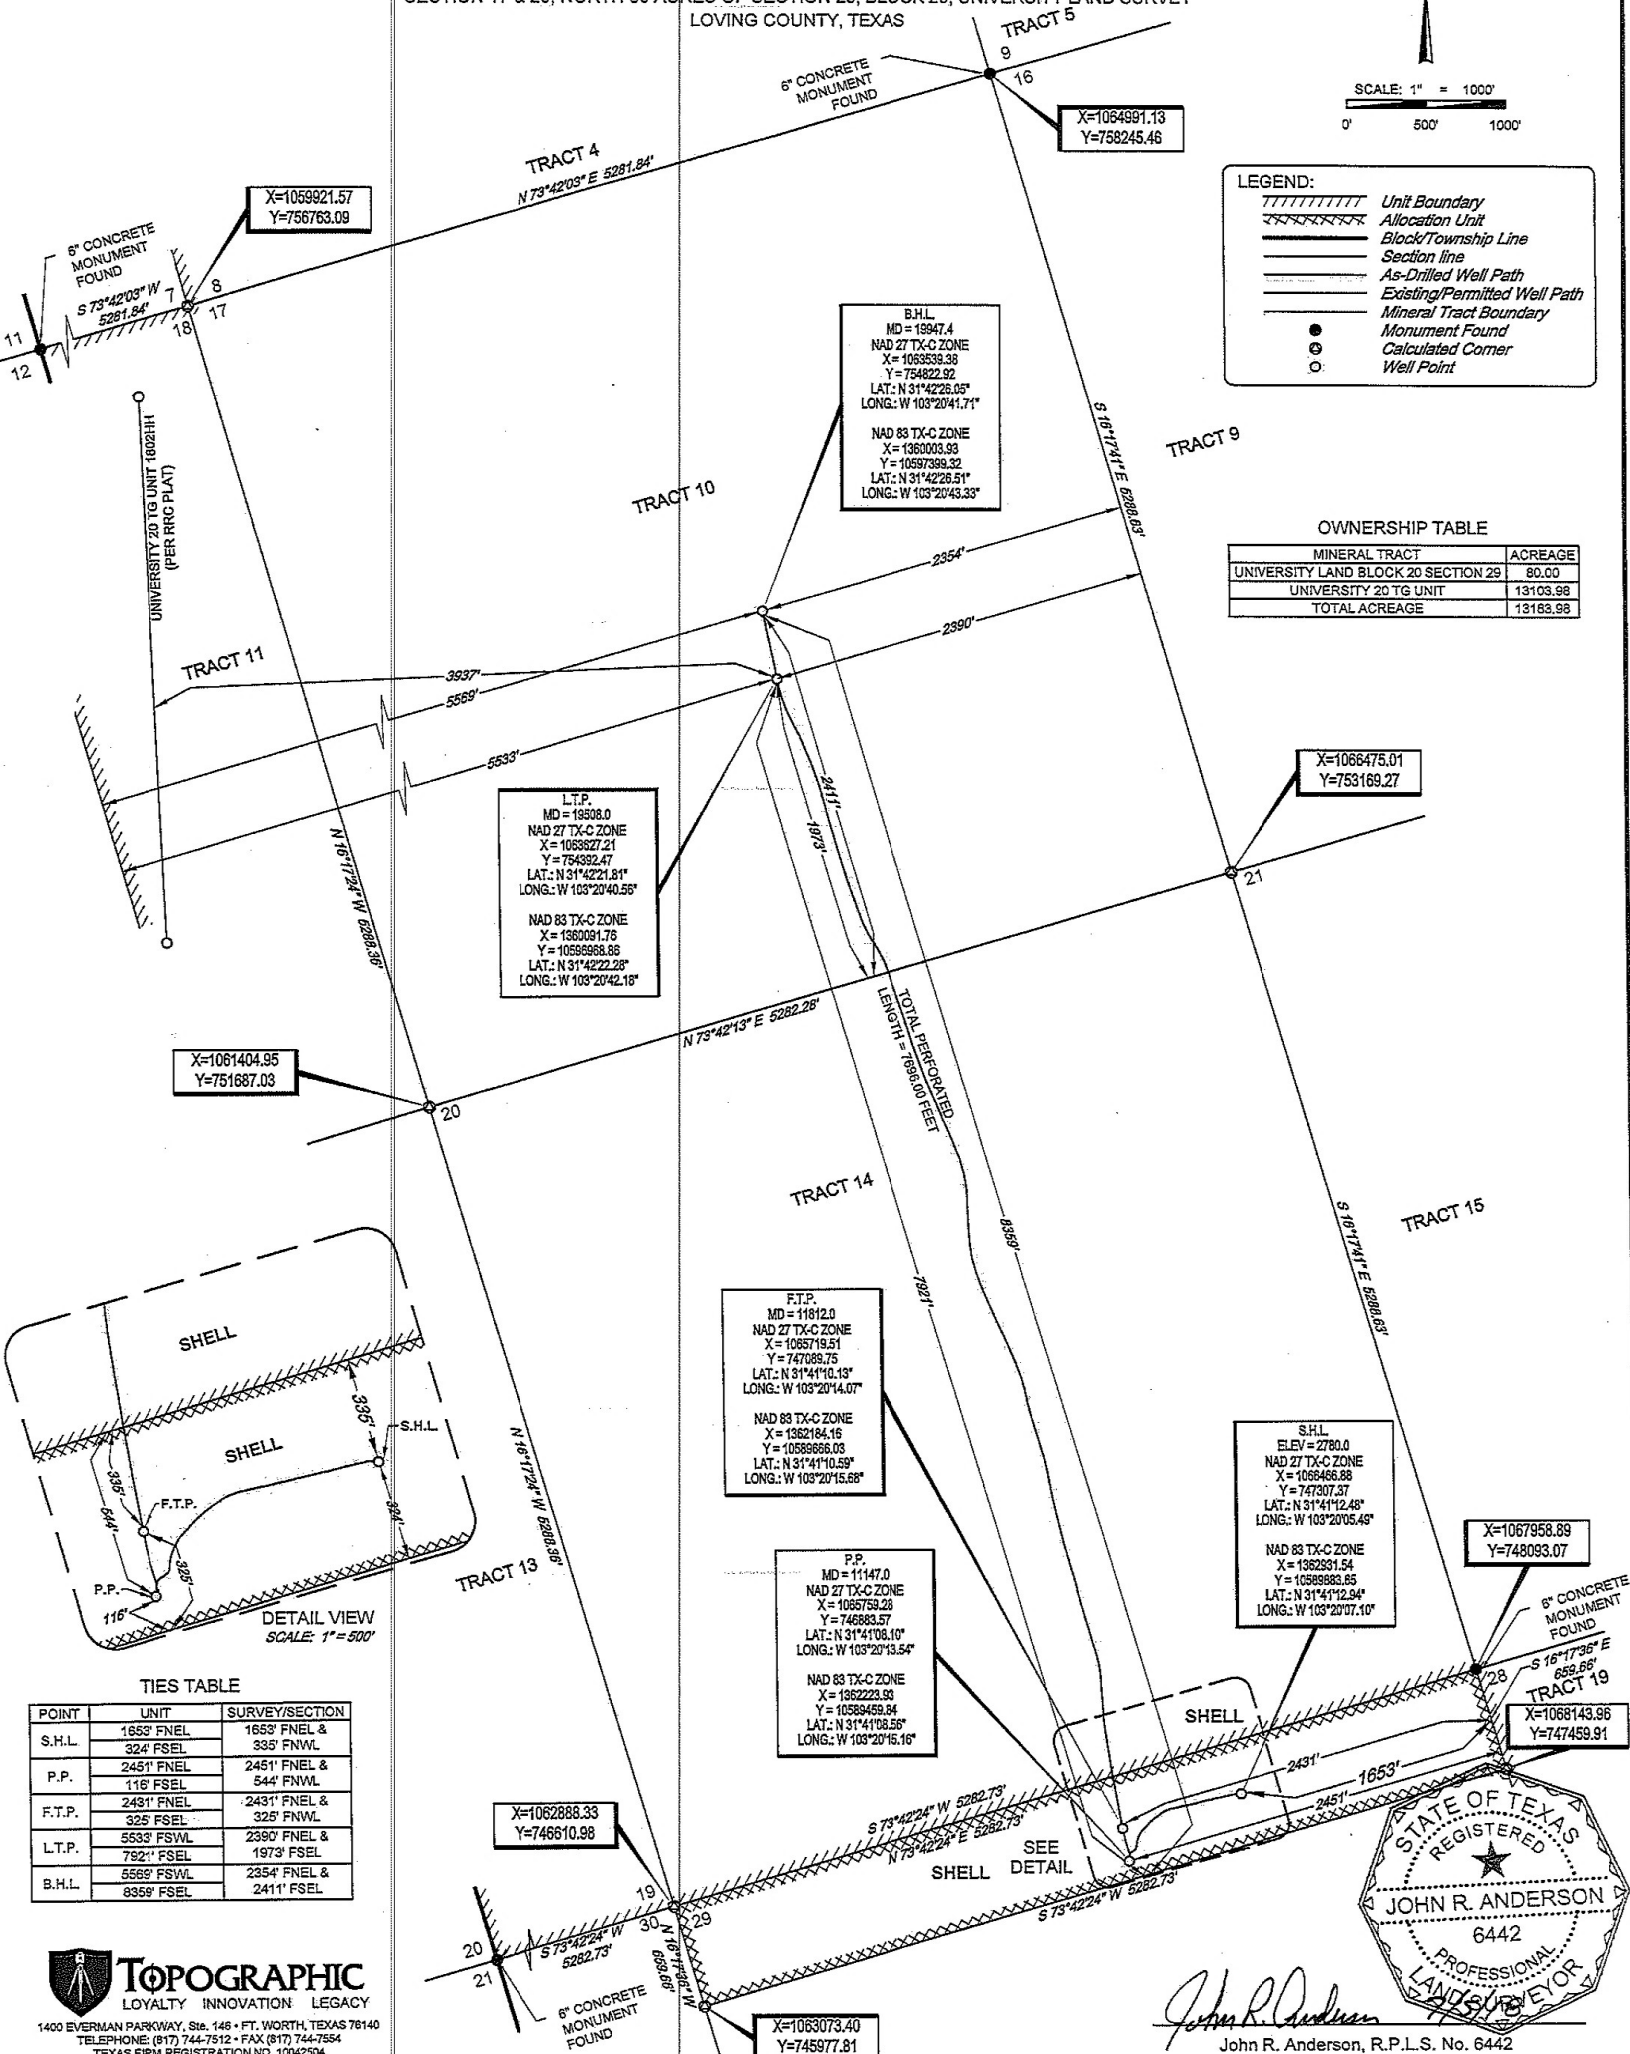 LOVING COUNTY, TEXAS
TRACT 5
9
16
6" CONCRETE
MONUMENT
FOUND
X=1064991.13
Y=758245.46
SCALE: 1" = 1000'
0' 500' 1000'
TRACT 4
N 73°42'03" E 5281.84'
X=1059921.57
Y=756763.09
6" CONCRETE
MONUMENT
FOUND
S 73°42'03" W
5281.84'
7 8
18 17
11
12
LEGEND:
Unit Boundary
Allocation Unit
Block/Township Line
Section line
As-Drilled Well Path
Existing/Permitted Well Path
Mineral Tract Boundary
Monument Found
Calculated Corner
Well Point
B.H.L.
MD = 19947.4
NAD 27 TX-C ZONE
X = 1063539.38
Y = 754822.92
LAT.: N 31°42'26.05"
LONG.: W 103°20'41.71"
NAD 83 TX-C ZONE
X = 1360003.93
Y = 10597399.32
LAT.: N 31°42'26.51"
LONG.: W 103°20'43.33"
S 16°17'41" E 5288.63'
TRACT 9
TRACT 10
UNIVERSITY 20 TG UNIT 1802HH
(PER RRC PLAT)
OWNERSHIP TABLE
MINERAL TRACT ACREAGE
UNIVERSITY LAND BLOCK 20 SECTION 29 80.00
UNIVERSITY 20 TG UNIT 13103.98
TOTAL ACREAGE 13183.98
2354'
2390'
TRACT 11
3937'
5569'
5533'
X=1066475.01
Y=753169.27
L.T.P.
MD = 19508.0
NAD 27 TX-C ZONE
X = 1063627.21
Y = 754392.47
LAT.: N 31°42'21.81"
LONG.: W 103°20'40.56"
NAD 83 TX-C ZONE
X = 1360091.76
Y = 10596968.86
LAT.: N 31°42'22.28"
LONG.: W 103°20'42.18"
2411'
1973'
N 16°17'24" W 5288.36'
21
N 73°42'13" E 5282.28'
TOTAL PERFORATED
LENGTH = 7696.00 FEET
X=1061404.95
Y=751687.03
20
TRACT 14
TRACT 15
8359'
7921'
S 16°17'41" E 5288.63'
SHELL
SHELL
335'
S.H.L.
335'
544'
F.T.P.
P.P.
325'
324'
116'
DETAIL VIEW
SCALE: 1" = 500'
F.T.P.
MD = 11812.0
NAD 27 TX-C ZONE
X = 1065719.51
Y = 747089.75
LAT.: N 31°41'10.13"
LONG.: W 103°20'14.07"
NAD 83 TX-C ZONE
X = 1362184.16
Y = 10589666.03
LAT.: N 31°41'10.59"
LONG.: W 103°20'15.68"
S.H.L.
ELEV = 2780.0
NAD 27 TX-C ZONE
X = 1066466.88
Y = 747307.37
LAT.: N 31°41'12.48"
LONG.: W 103°20'05.49"
NAD 83 TX-C ZONE
X = 1362931.54
Y = 10589883.65
LAT.: N 31°41'12.94"
LONG.: W 103°20'07.10"
N 16°17'24" W 5288.36'
TRACT 13
P.P.
MD = 11147.0
NAD 27 TX-C ZONE
X = 1065759.28
Y = 746883.57
LAT.: N 31°41'08.10"
LONG.: W 103°20'13.54"
NAD 83 TX-C ZONE
X = 1362223.93
Y = 10589459.84
LAT.: N 31°41'08.56"
LONG.: W 103°20'15.16"
X=1067958.89
Y=748093.07
6" CONCRETE
MONUMENT
FOUND
28
S 16°17'36" E
659.66'
TRACT 19
X=1068143.96
Y=747459.91
TIES TABLE
POINT UNIT SURVEY/SECTION
S.H.L. 1653' FNEL 1653' FNEL &
324' FSEL 335' FNWL
P.P. 2451' FNEL 2451' FNEL &
116' FSEL 544' FNWL
F.T.P. 2431' FNEL 2431' FNEL &
325' FSEL 325' FNWL
L.T.P. 5533' FSWL 2390' FNEL &
7921' FSEL 1973' FSEL
B.H.L. 5569' FSWL 2354' FNEL &
8359' FSEL 2411' FSEL
SHELL
2431'
1653'
2451'
S 73°42'24" W 5282.73'
N 73°42'24" E 5282.73'
SHELL
SEE
DETAIL
S 73°42'24" W 5282.73'
X=1062888.33
Y=746610.98
19
30 29
20
21
S 73°42'24" W
5282.73'
6" CONCRETE
MONUMENT
FOUND
X=1063073.40
Y=745977.81
STATE OF TEXAS
REGISTERED
JOHN R. ANDERSON
6442
PROFESSIONAL
LAND SURVEYOR
John R. Anderson
John R. Anderson, R.P.L.S. No. 6442
TOPOGRAPHIC
LOYALTY INNOVATION LEGACY
1400 EVERMAN PARKWAY, Ste. 146 • FT. WORTH, TEXAS 76140
TELEPHONE: (817) 744-7512 • FAX (817) 744-7554
TEXAS FIRM REGISTRATION NO. 10042504